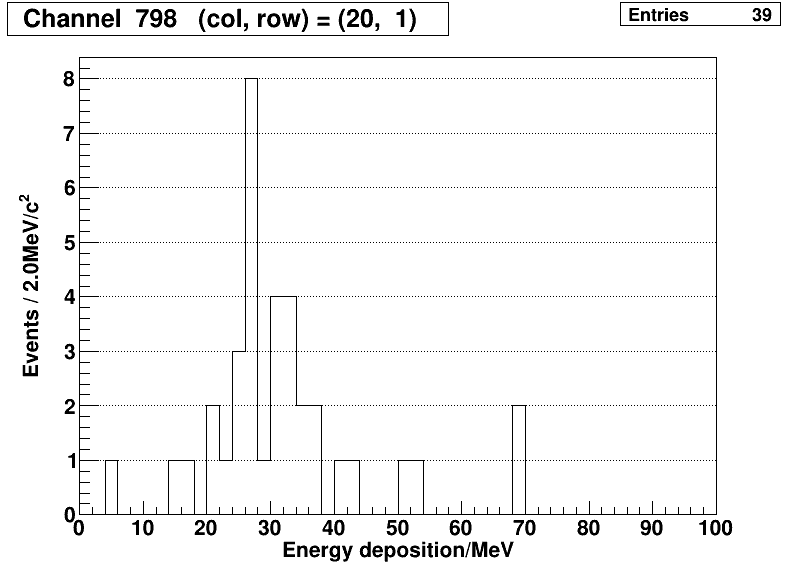 Channel 798 (col, row) = (20, 1)
Entries 39
8
7
6
5
4
3
2
1
0
Events / 2.0MeV/c²
0 10 20 30 40 50 60 70 80 90 100
Energy deposition/MeV